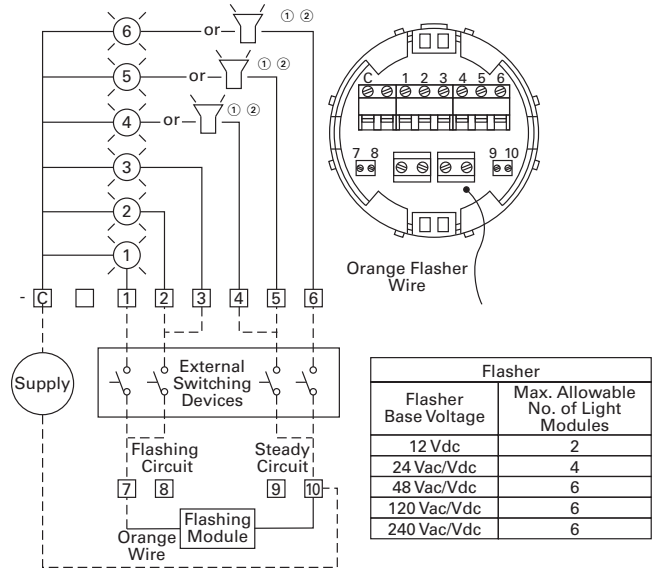 6
or
① ②
5
or
① ②
4
or
① ②
3
2
1
- C 1 2 3 4 5 6
Supply
External
Switching
Devices
Flashing
Circuit
Steady
Circuit
7 8 9 10
Orange
Wire
Flashing
Module
C 1 2 3 4 5 6
7 8 9 10
Orange Flasher
Wire
Flasher
Flasher
Base Voltage
Max. Allowable
No. of Light
Modules
12 Vdc 2
24 Vac/Vdc 4
48 Vac/Vdc 6
120 Vac/Vdc 6
240 Vac/Vdc 6